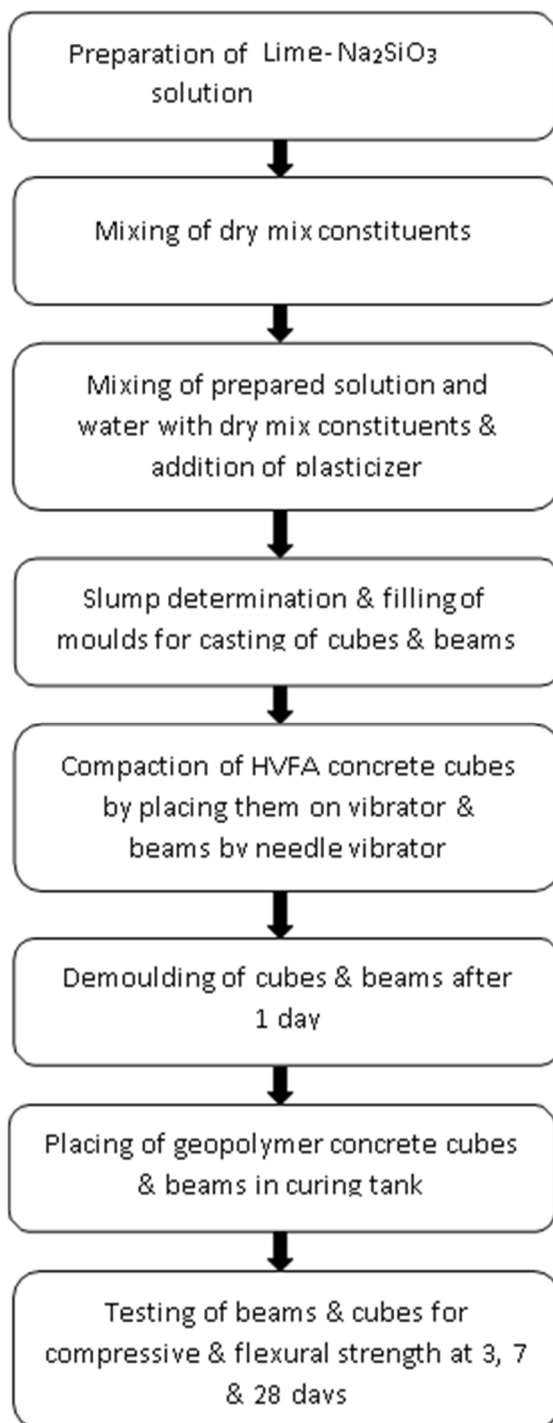 Preparation of Lime-Na₂SiO₃
solution
Mixing of dry mix constituents
Mixing of prepared solution and
water with dry mix constituents &
addition of plasticizer
Slump determination & filling of
moulds for casting of cubes & beams
Compaction of HVFA concrete cubes
by placing them on vibrator &
beams by needle vibrator
Demoulding of cubes & beams after
1 day
Placing of geopolymer concrete cubes
& beams in curing tank
Testing of beams & cubes for
compressive & flexural strength at 3, 7
& 28 days